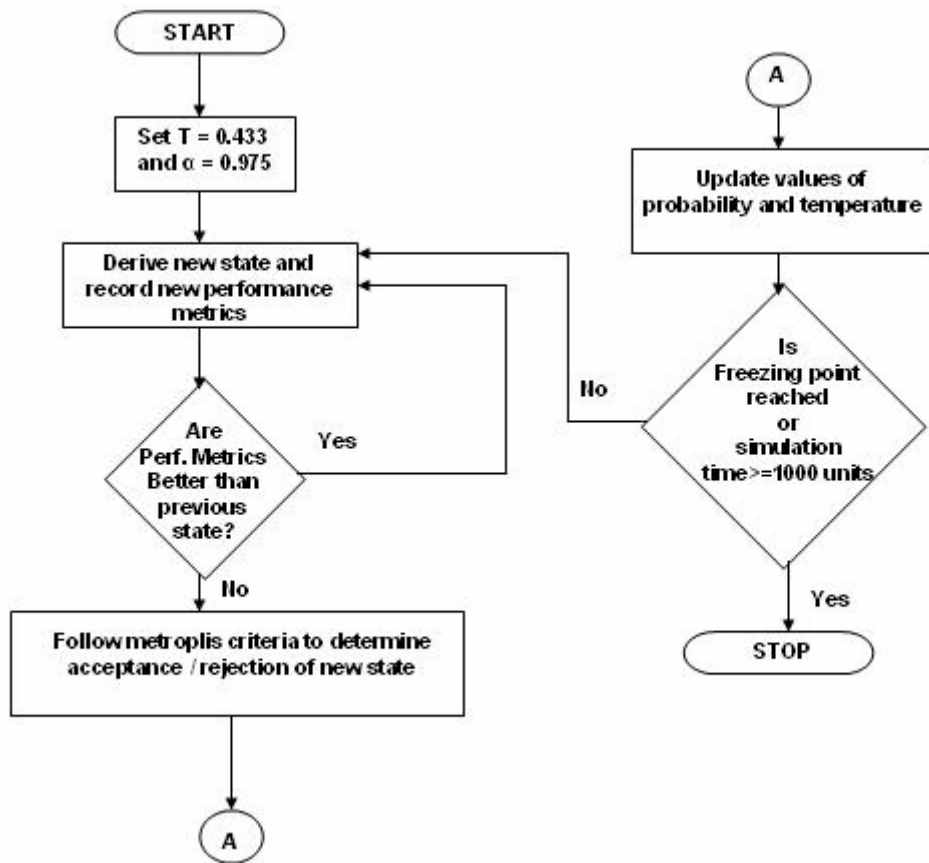 START
Set T = 0.433
and α = 0.975
Derive new state and
record new performance
metrics
Are
Perf. Metrics
Better than
previous
state?
Yes
No
Follow metroplis criteria to determine
acceptance / rejection of new state
A
A
Update values of
probability and temperature
Is
Freezing point
reached
or
simulation
time>=1000 units
No
Yes
STOP